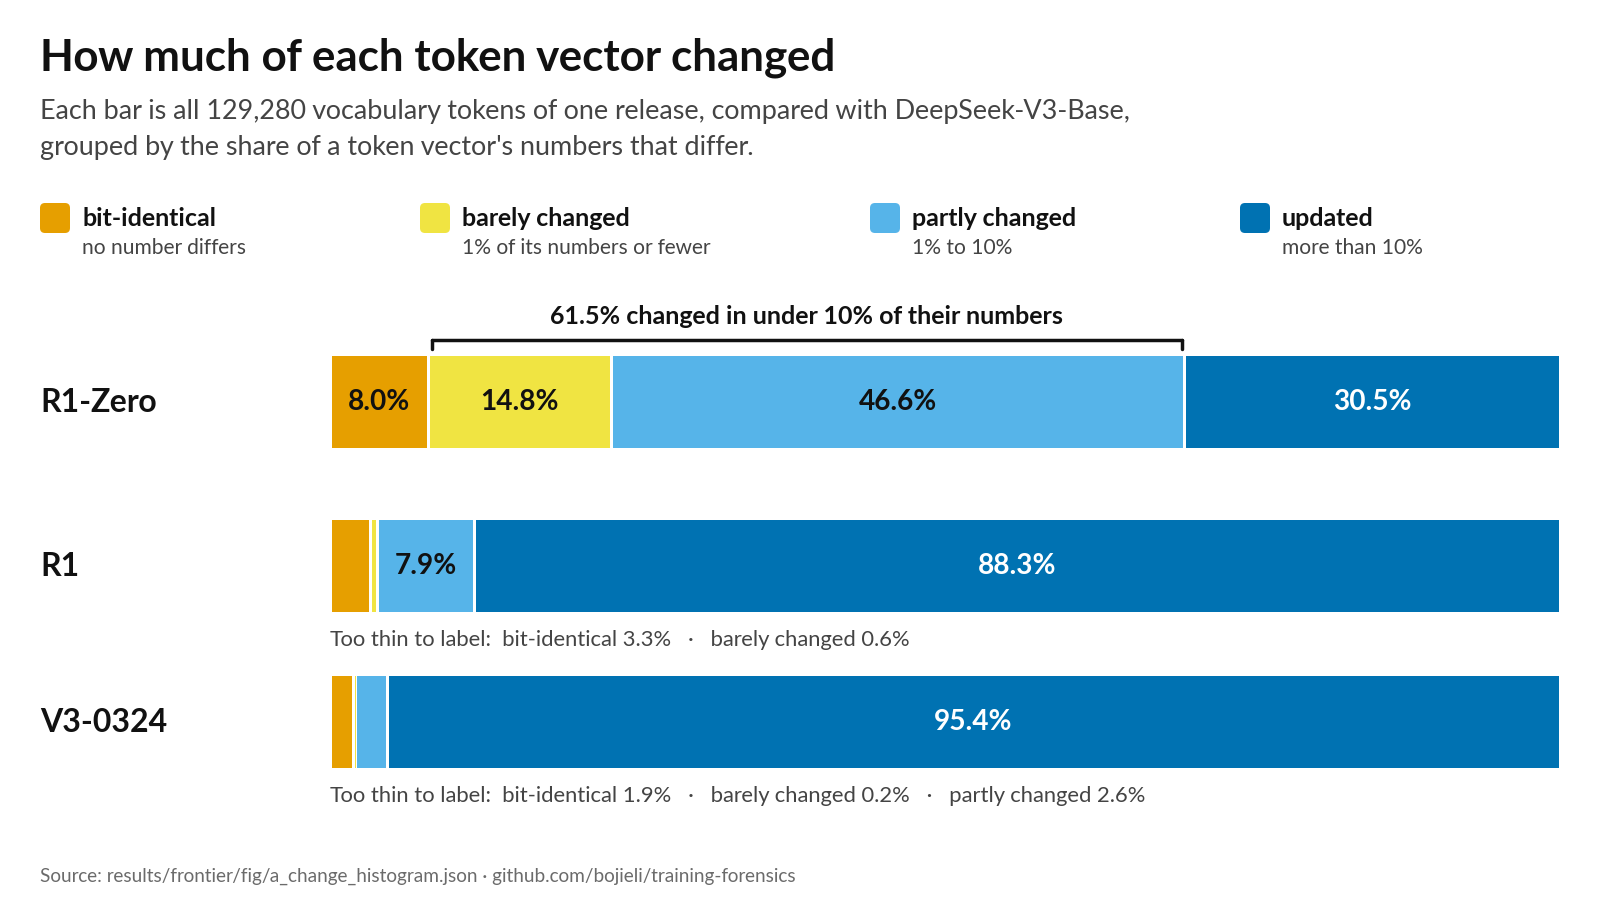 How much of each token vector changed
Each bar is all 129,280 vocabulary tokens of one release, compared with DeepSeek-V3-Base,
grouped by the share of a token vector's numbers that differ.
bit-identical
no number differs
barely changed
1% of its numbers or fewer
partly changed
1% to 10%
updated
more than 10%
61.5% changed in under 10% of their numbers
R1-Zero
8.0%
14.8%
46.6%
30.5%
R1
7.9%
88.3%
Too thin to label: bit-identical 3.3% · barely changed 0.6%
V3-0324
95.4%
Too thin to label: bit-identical 1.9% · barely changed 0.2% · partly changed 2.6%
Source: results/frontier/fig/a_change_histogram.json · github.com/bojieli/training-forensics